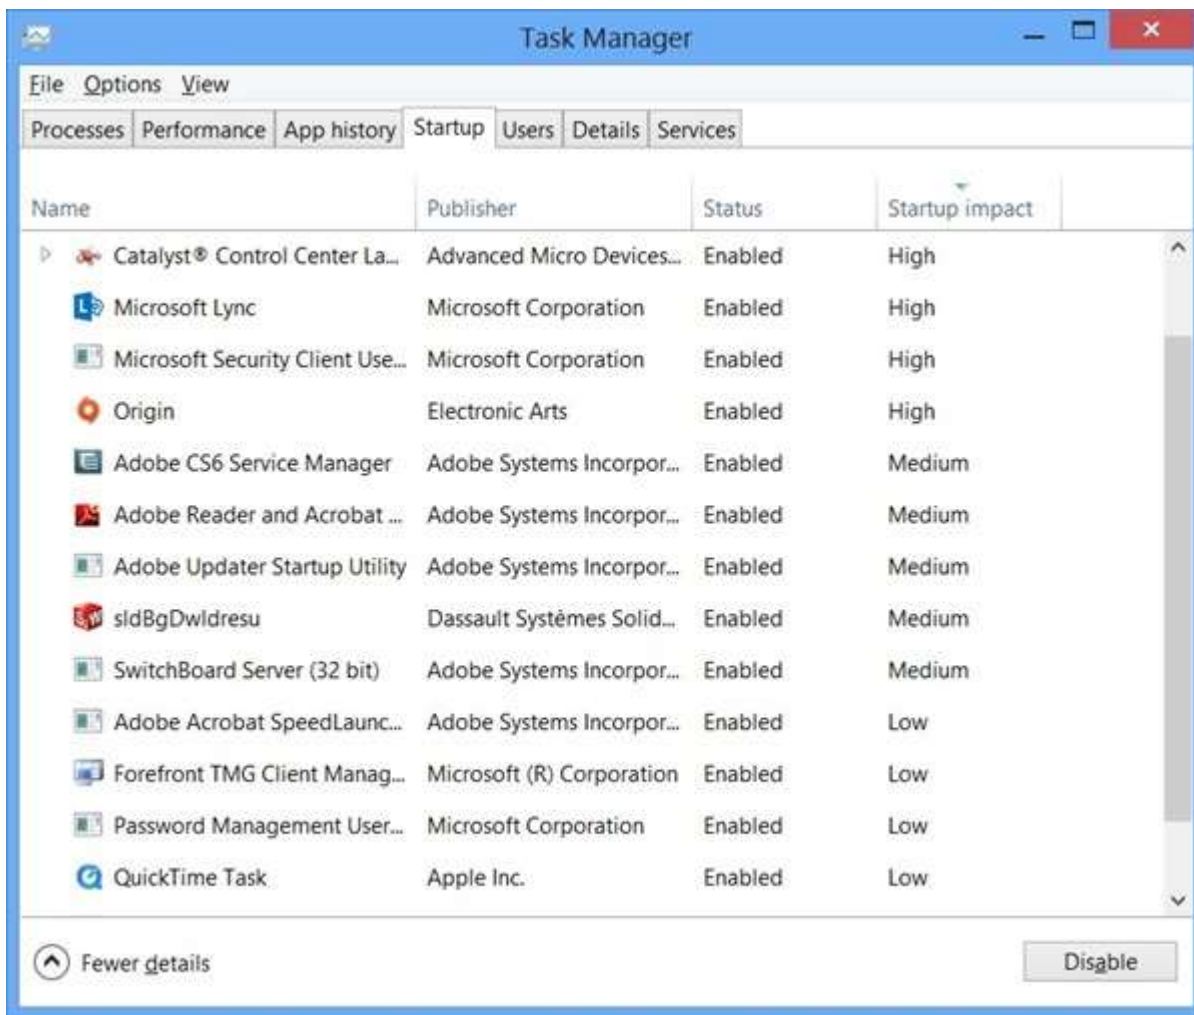 Task Manager
File Options View
Processes Performance App history Startup Users Details Services
Name Publisher Status Startup impact
Catalyst® Control Center La... Advanced Micro Devices... Enabled High
Microsoft Lync Microsoft Corporation Enabled High
Microsoft Security Client Use... Microsoft Corporation Enabled High
Origin Electronic Arts Enabled High
Adobe CS6 Service Manager Adobe Systems Incorpor... Enabled Medium
Adobe Reader and Acrobat ... Adobe Systems Incorpor... Enabled Medium
Adobe Updater Startup Utility Adobe Systems Incorpor... Enabled Medium
sldBgDwldresu Dassault Systèmes Solid... Enabled Medium
SwitchBoard Server (32 bit) Adobe Systems Incorpor... Enabled Medium
Adobe Acrobat SpeedLaunc... Adobe Systems Incorpor... Enabled Low
Forefront TMG Client Manag... Microsoft (R) Corporation Enabled Low
Password Management User... Microsoft Corporation Enabled Low
QuickTime Task Apple Inc. Enabled Low
Fewer details Disable